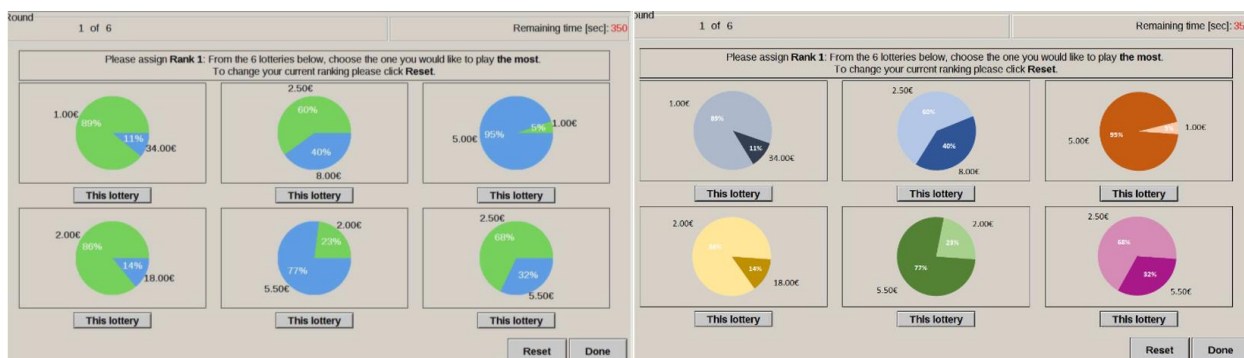 Round
1 of 6
Remaining time [sec]: 350
Please assign Rank 1: From the 6 lotteries below, choose the one you would like to play the most.
To change your current ranking please click Reset.
1.00€
89%
11%
34.00€
2.50€
60%
40%
8.00€
5.00€
95%
5%
1.00€
This lottery
This lottery
This lottery
2.00€
86%
14%
18.00€
2.00€
23%
77%
5.50€
2.50€
68%
32%
5.50€
This lottery
This lottery
This lottery
Reset
Done
ound
1 of 6
Remaining time [sec]: 35
Please assign Rank 1: From the 6 lotteries below, choose the one you would like to play the most.
To change your current ranking please click Reset.
1.00€
89%
11%
34.00€
2.50€
60%
40%
8.00€
5.00€
95%
5%
1.00€
This lottery
This lottery
This lottery
2.00€
14%
18.00€
23%
77%
5.50€
2.50€
68%
32%
5.50€
This lottery
This lottery
This lottery
Reset
Done